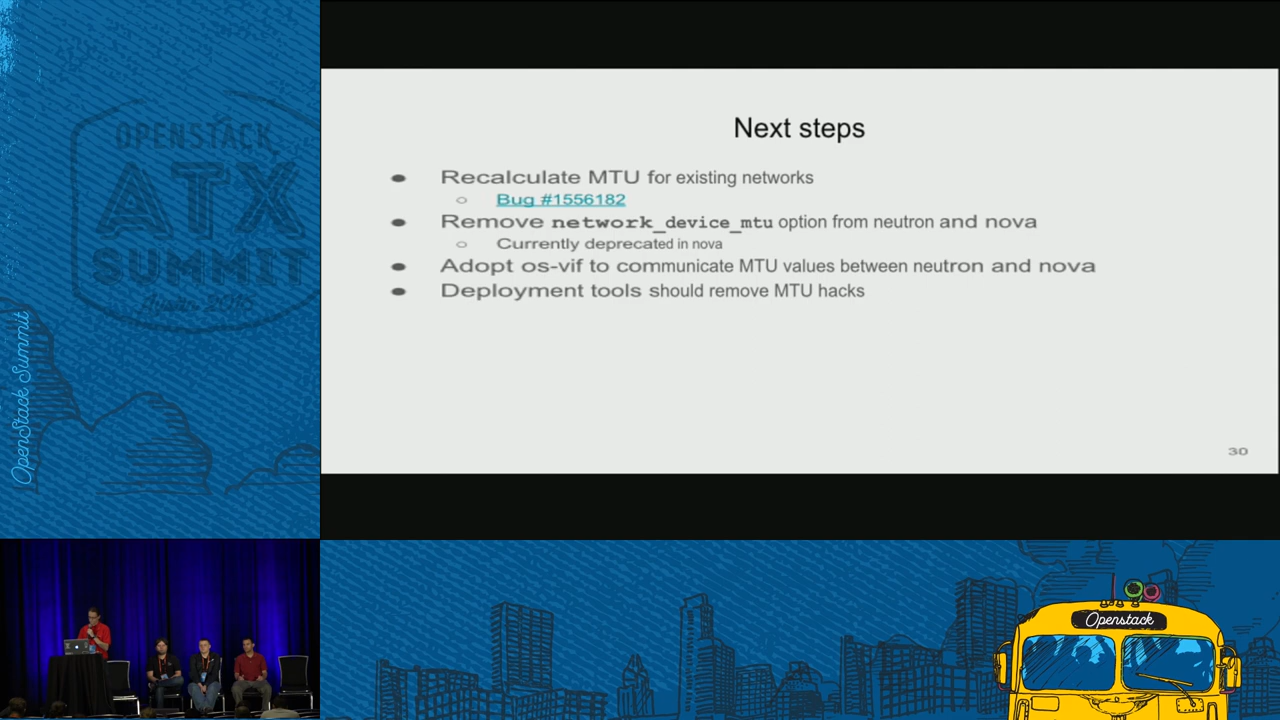 OPENSTACK
ATX
SUMMIT
Austin 2016
OpenStack Summit
Next steps
Recalculate MTU for existing networks
Bug #1556182
Remove network_device_mtu option from neutron and nova
Currently deprecated in nova
Adopt os-vif to communicate MTU values between neutron and nova
Deployment tools should remove MTU hacks
30
Openstack